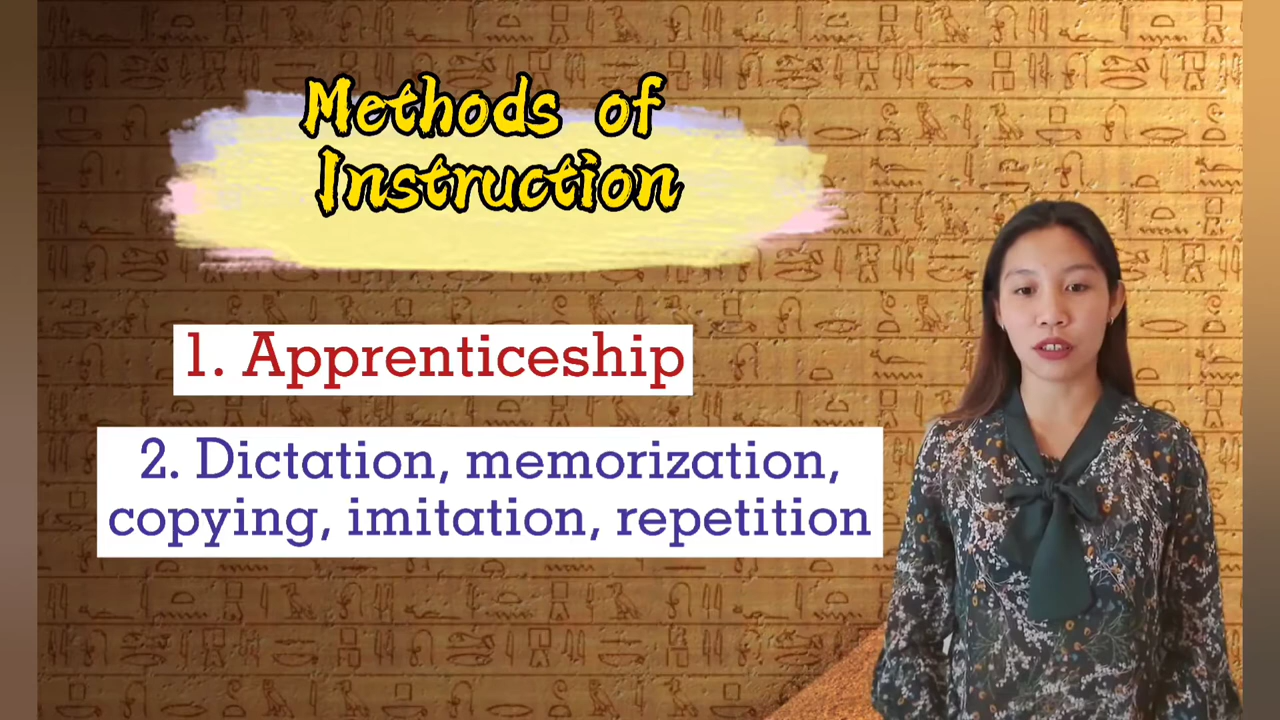 Methods of
Instruction
1. Apprenticeship
2. Dictation, memorization,
copying, imitation, repetition